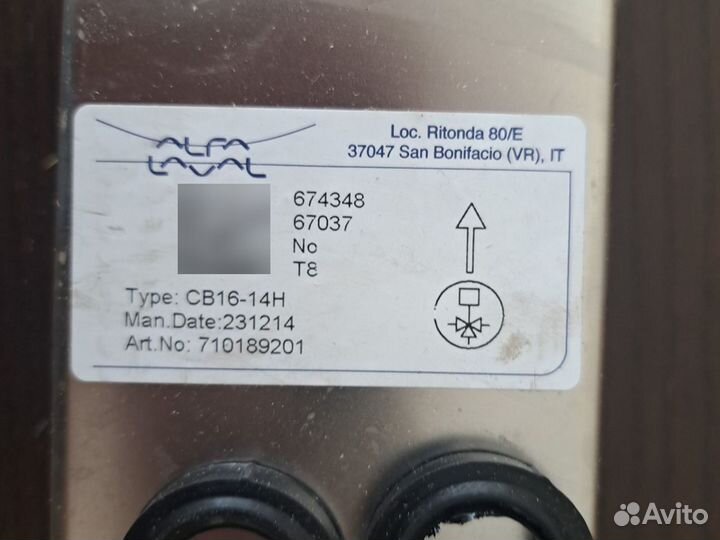 ALFA
LAVAL
Loc. Ritonda 80/E
37047 San Bonifacio (VR), IT
674348
67037
No
T8
Type: CB16-14H
Man.Date:231214
Art.No: 710189201
Avito